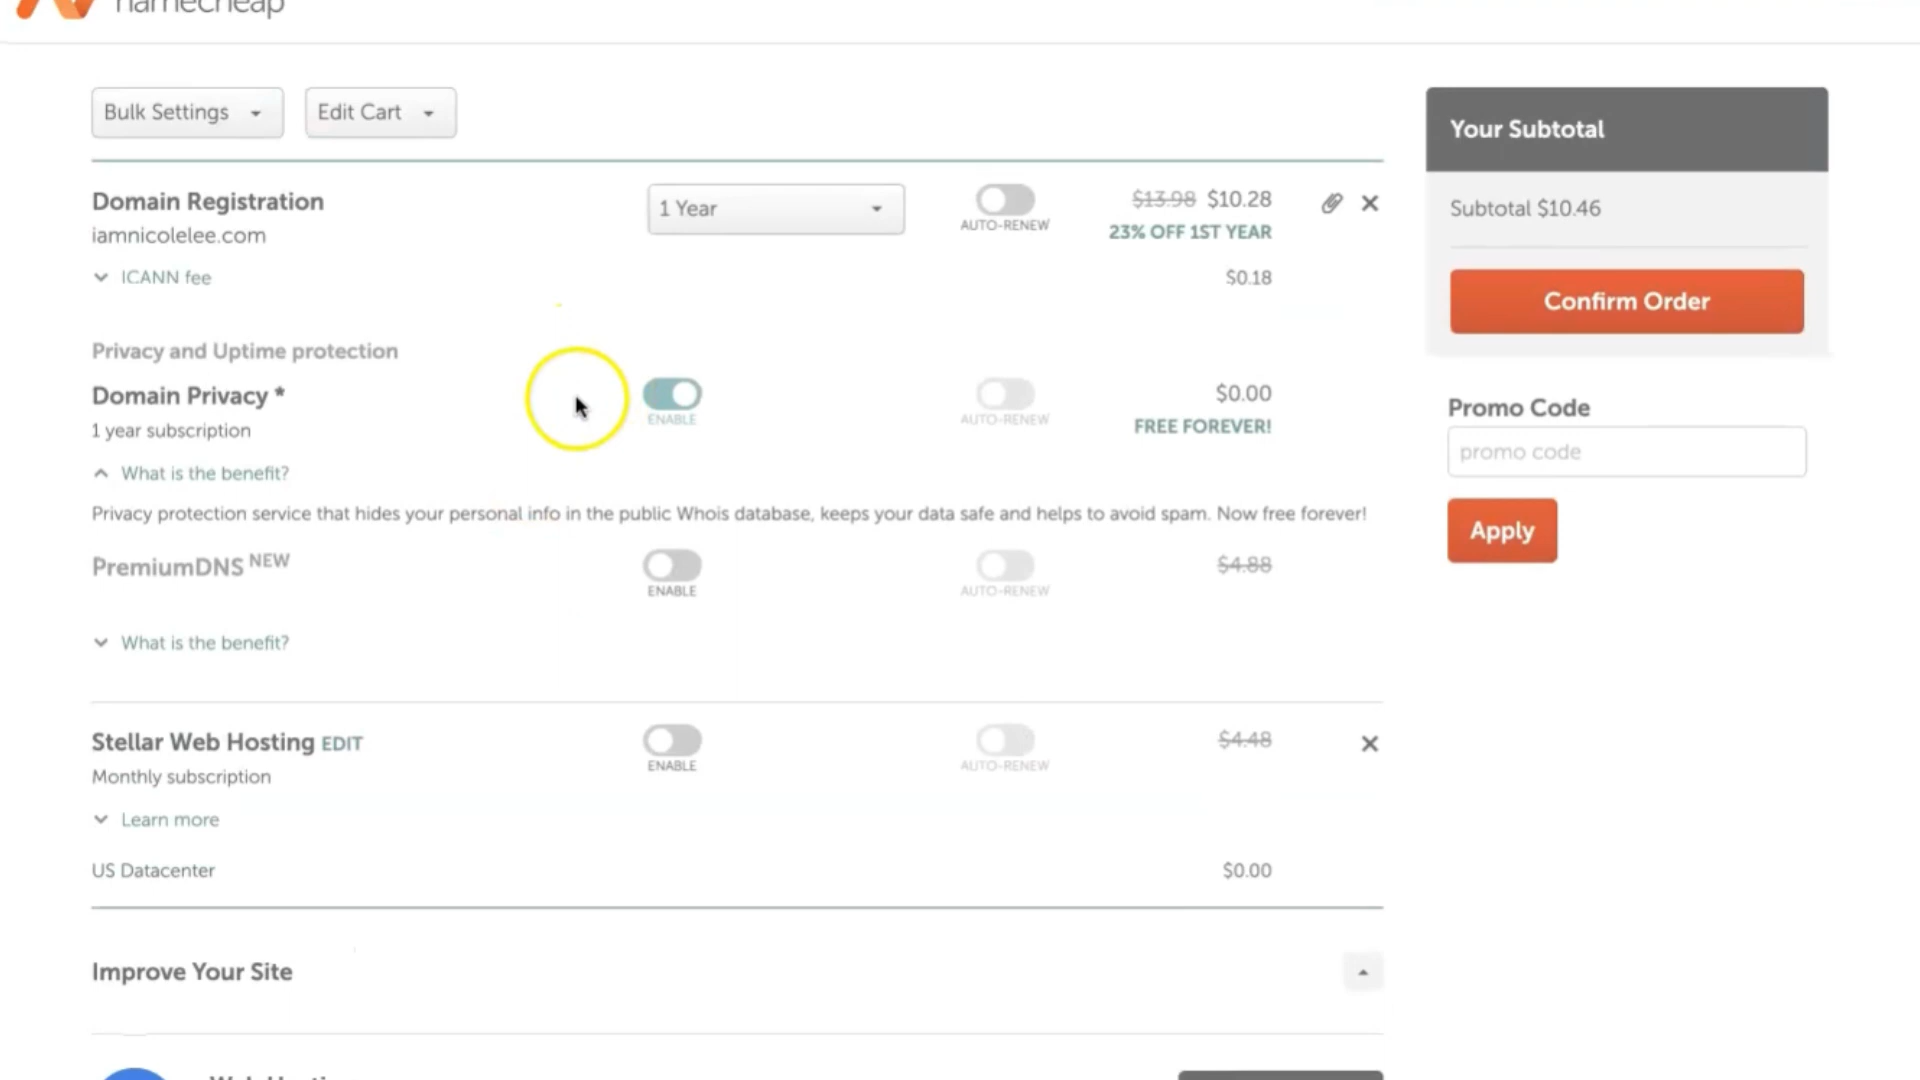 namecheap
Bulk Settings
Edit Cart
Your Subtotal
Domain Registration
1 Year
AUTO-RENEW
$13.98 $10.28
23% OFF 1ST YEAR
iamnicolelee.com
ICANN fee
$0.18
Subtotal $10.46
Confirm Order
Privacy and Uptime protection
Domain Privacy *
ENABLE
AUTO-RENEW
$0.00
FREE FOREVER!
1 year subscription
What is the benefit?
Privacy protection service that hides your personal info in the public Whois database, keeps your data safe and helps to avoid spam. Now free forever!
Promo Code
promo code
Apply
PremiumDNS NEW
ENABLE
AUTO-RENEW
$4.88
What is the benefit?
Stellar Web Hosting EDIT
ENABLE
AUTO-RENEW
$4.48
Monthly subscription
Learn more
US Datacenter
$0.00
Improve Your Site